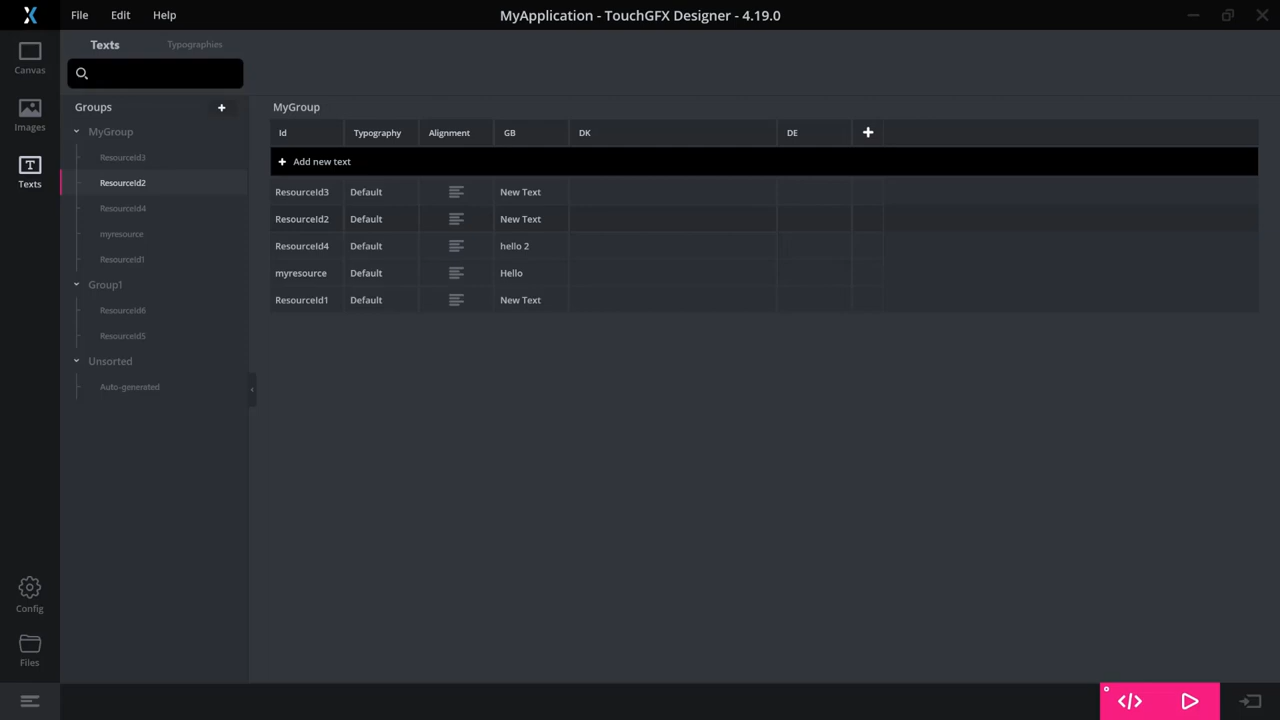 File Edit Help MyApplication - TouchGFX Designer - 4.19.0
Canvas
Images
Texts
Config
Files
Texts Typographies
Groups
MyGroup
ResourceId3
ResourceId2
ResourceId4
myresource
ResourceId1
Group1
ResourceId6
ResourceId5
Unsorted
Auto-generated
MyGroup
Id Typography Alignment GB DK DE
+ Add new text
ResourceId3 Default New Text
ResourceId2 Default New Text
ResourceId4 Default hello 2
myresource Default Hello
ResourceId1 Default New Text